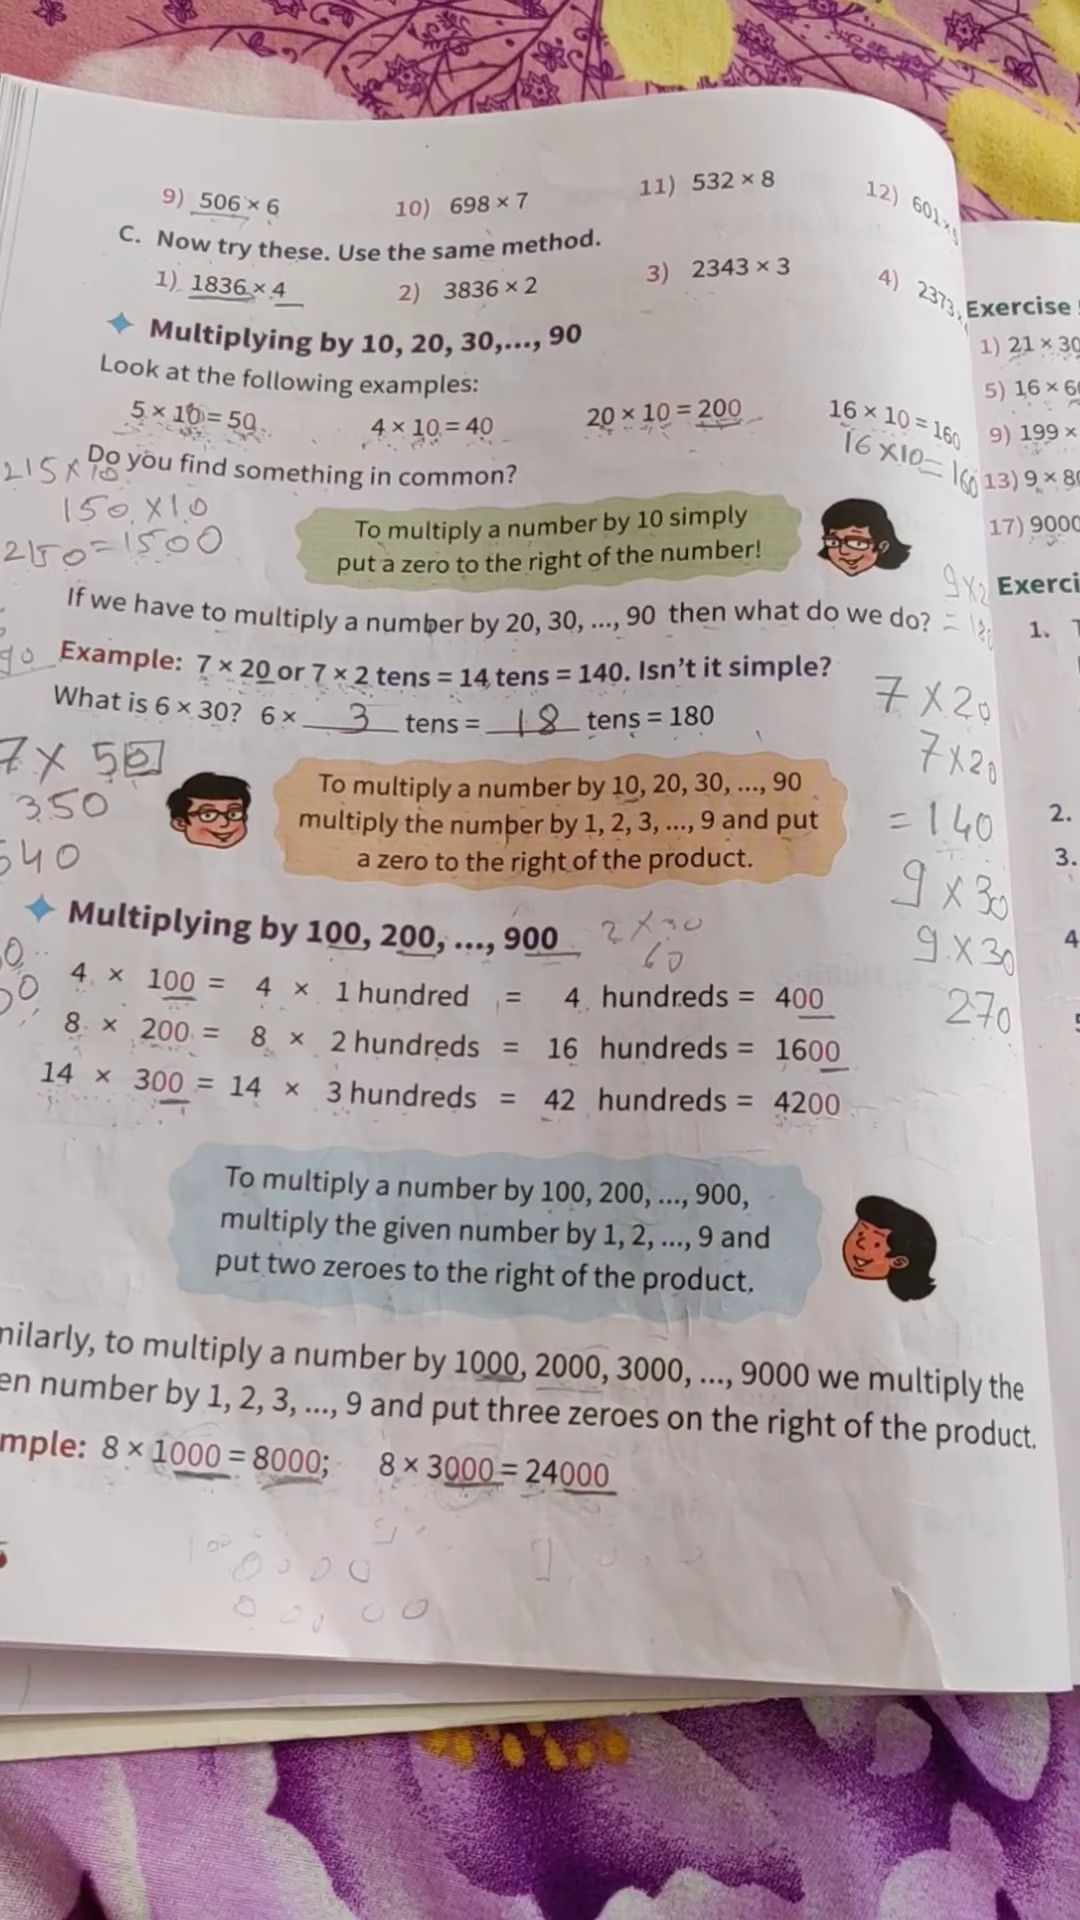 9) 506 × 6
10) 698 × 7
11) 532 × 8
12) 601 × 5
C. Now try these. Use the same method.
1) 1836 × 4
2) 3836 × 2
3) 2343 × 3
4) 2373
✦ Multiplying by 10, 20, 30,..., 90
Look at the following examples:
5 × 10 = 50
4 × 10 = 40
20 × 10 = 200
16 × 10 = 160
16 × 10 = 160
Do you find something in common?
215 × 10
150 × 10
2150 = 1500
To multiply a number by 10 simply
put a zero to the right of the number!
If we have to multiply a number by 20, 30, ..., 90 then what do we do?
Example: 7 × 20 or 7 × 2 tens = 14 tens = 140. Isn't it simple?
What is 6 × 30? 6 × 3 tens = 18 tens = 180
7 × 20
7 × 20
= 140
9 × 30
9 × 30
270
7 × 50
350
540
To multiply a number by 10, 20, 30, ..., 90
multiply the number by 1, 2, 3, ..., 9 and put
a zero to the right of the product.
✦ Multiplying by 100, 200, ..., 900
2 × 30
60
4 × 100 = 4 × 1 hundred = 4 hundreds = 400
8 × 200 = 8 × 2 hundreds = 16 hundreds = 1600
14 × 300 = 14 × 3 hundreds = 42 hundreds = 4200
To multiply a number by 100, 200, ..., 900,
multiply the given number by 1, 2, ..., 9 and
put two zeroes to the right of the product.
milarly, to multiply a number by 1000, 2000, 3000, ..., 9000 we multiply the
en number by 1, 2, 3, ..., 9 and put three zeroes on the right of the product.
mple: 8 × 1000 = 8000; 8 × 3000 = 24000
Exercise
1) 21 × 30
5) 16 × 60
9) 199 ×
13) 9 × 80
17) 9000
Exerci
1.
2.
3.
4